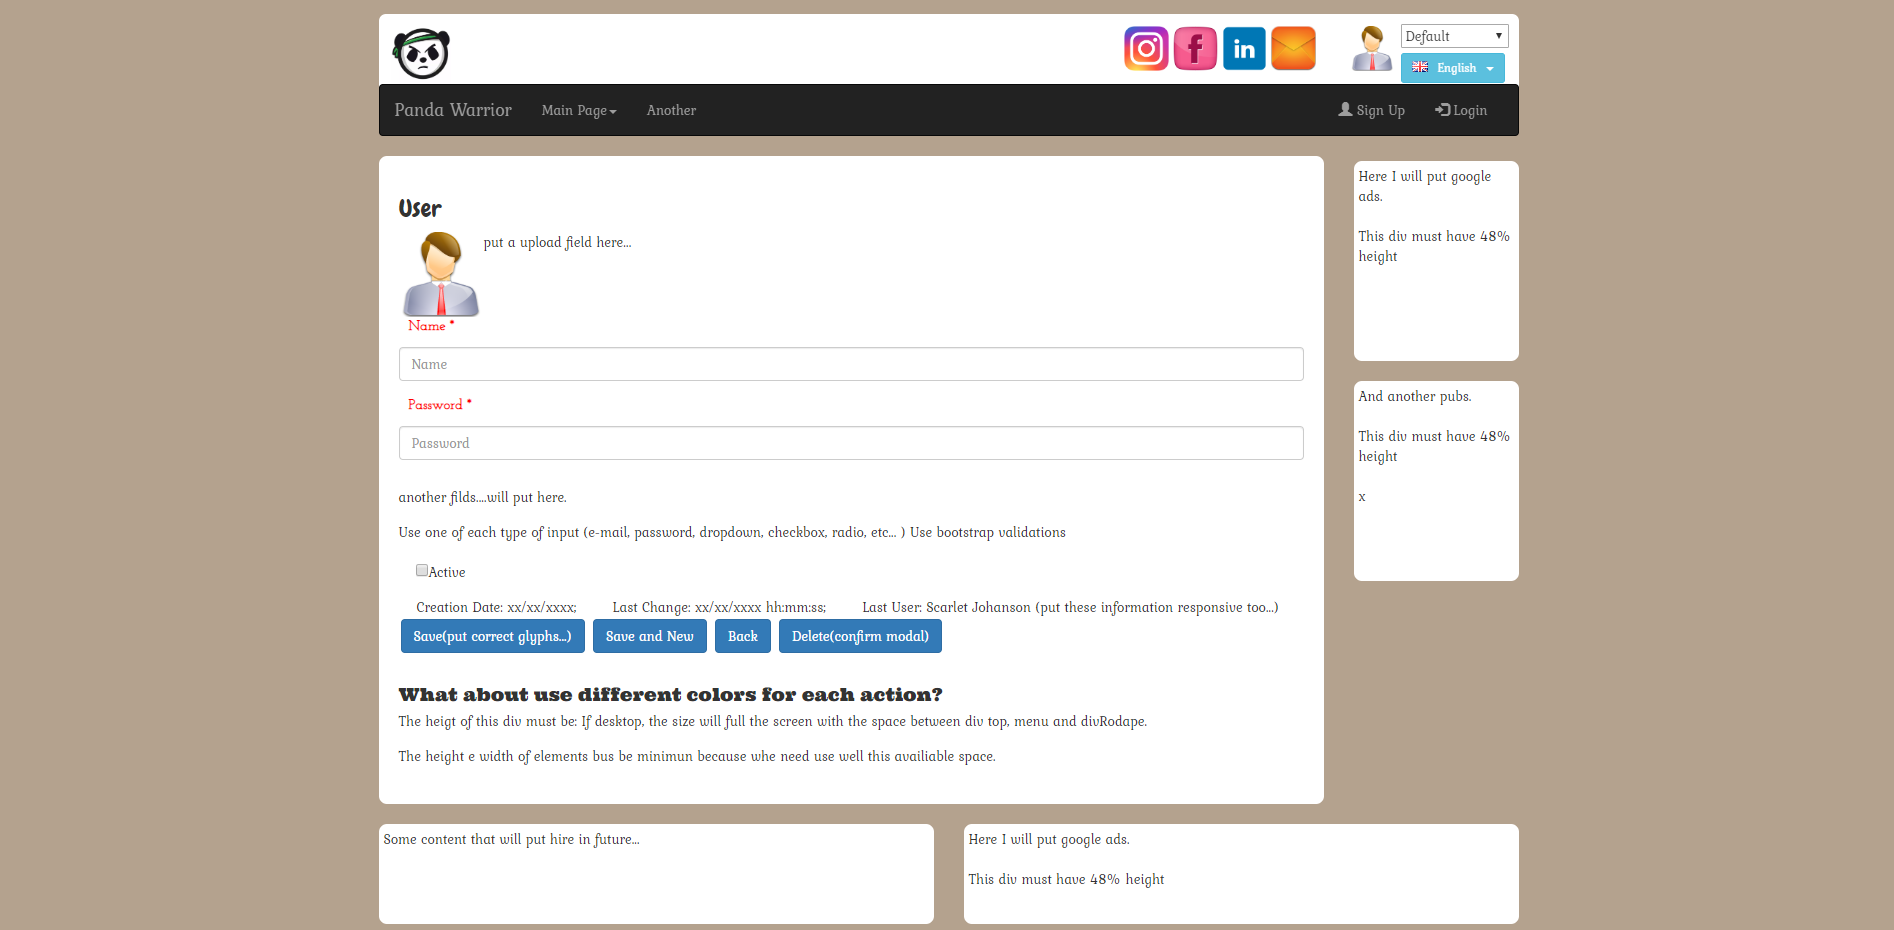 Default
English
Panda Warrior Main Page Another Sign Up Login
User
put a upload field here...
Name *
Name
Password *
Password
another filds....will put here.
Use one of each type of input (e-mail, password, dropdown, checkbox, radio, etc... ) Use bootstrap validations
Active
Creation Date: xx/xx/xxxx; Last Change: xx/xx/xxxx hh:mm:ss; Last User: Scarlet Johanson (put these information responsive too...)
Save(put correct glyphs...) Save and New Back Delete(confirm modal)
What about use different colors for each action?
The heigt of this div must be: If desktop, the size will full the screen with the space between div top, menu and divRodape.
The height e width of elements bus be minimun because whe need use well this availiable space.
Here I will put google
ads.
This div must have 48%
height
And another pubs.
This div must have 48%
height
x
Some content that will put hire in future...
Here I will put google ads.
This div must have 48% height